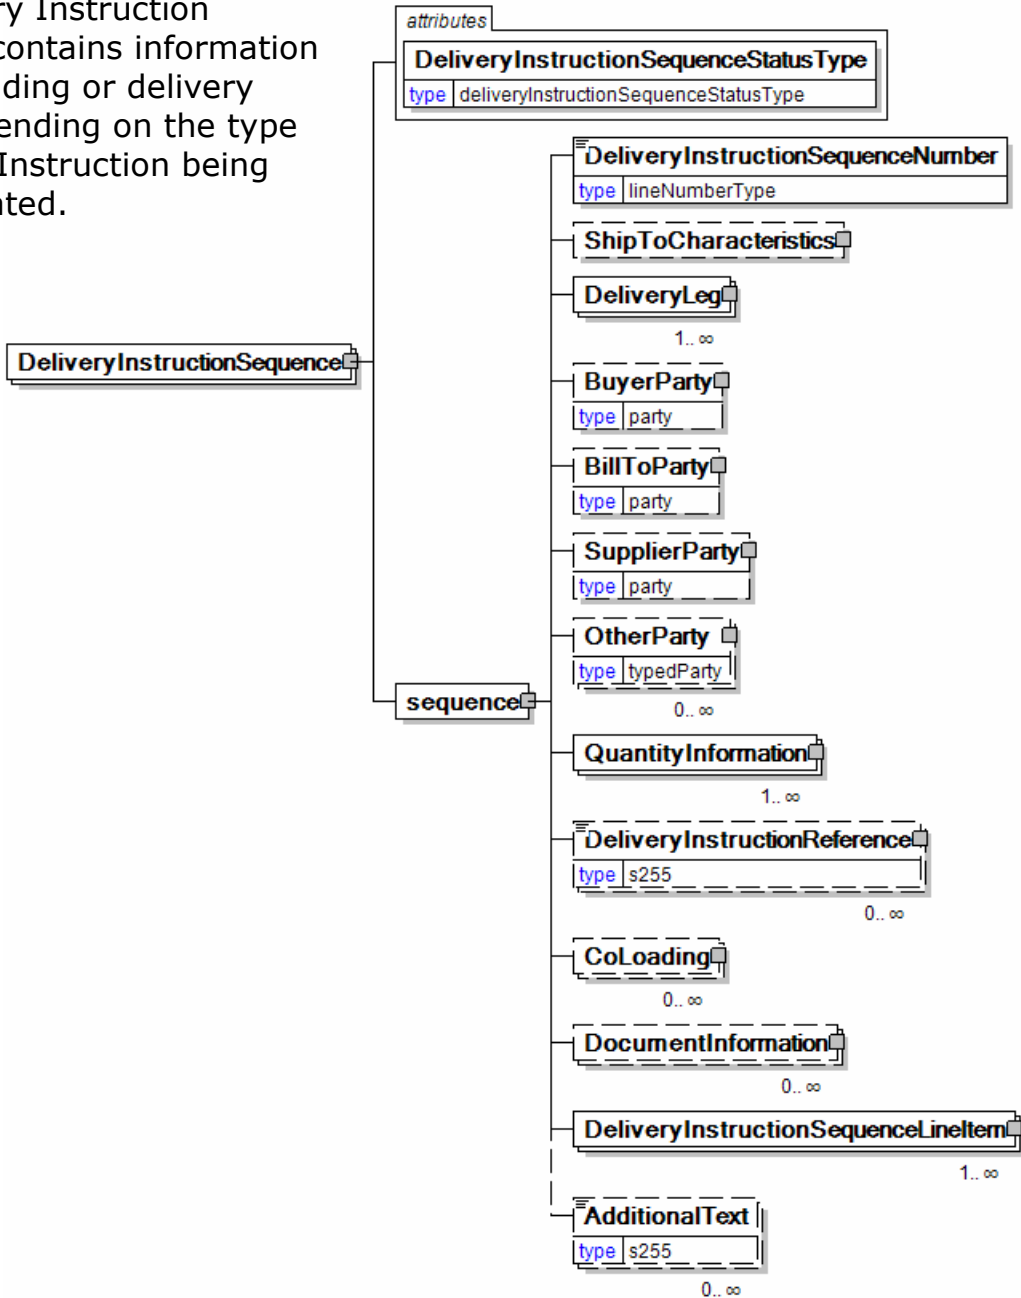 ry Instruction
contains information
ding or delivery
ending on the type
Instruction being
ated.
attributes
DeliveryInstructionSequenceStatusType
type deliveryInstructionSequenceStatusType
DeliveryInstructionSequenceNumber
type lineNumberType
ShipToCharacteristics
DeliveryLeg
1..∞
DeliveryInstructionSequence
BuyerParty
type party
BillToParty
type party
SupplierParty
type party
OtherParty
type typedParty
0..∞
sequence
QuantityInformation
1..∞
DeliveryInstructionReference
type s255
0..∞
CoLoading
0..∞
DocumentInformation
0..∞
DeliveryInstructionSequenceLineItem
1..∞
AdditionalText
type s255
0..∞